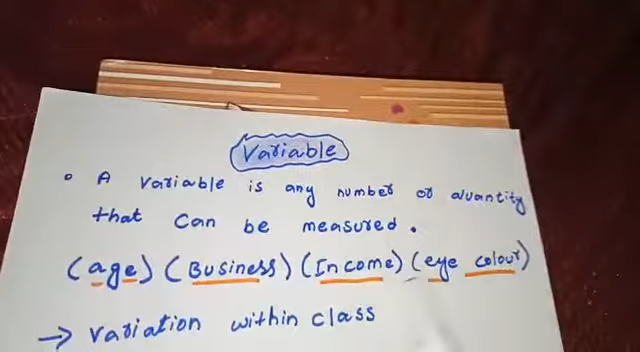 Variable
• A variable is any number or quantity
that can be measured.
(age) (Business) (Income) (eye colour)
→ variation within class